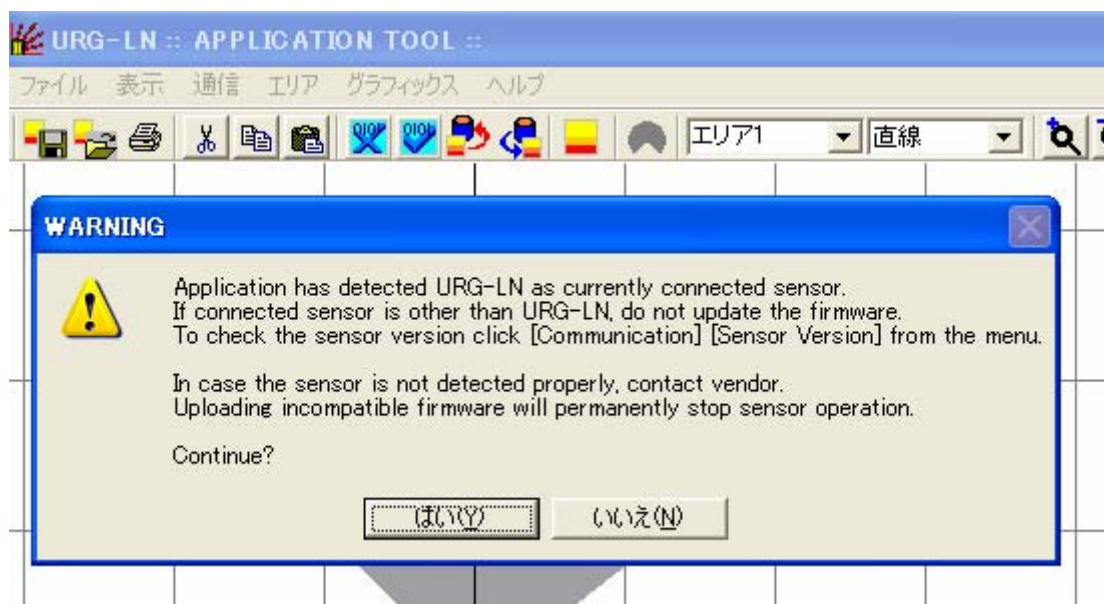 URG-LN :: APPLICATION TOOL ::
ファイル 表示 通信 エリア グラフィックス ヘルプ
エリア1 直線
WARNING
Application has detected URG-LN as currently connected sensor.
If connected sensor is other than URG-LN, do not update the firmware.
To check the sensor version click [Communication] [Sensor Version] from the menu.
In case the sensor is not detected properly, contact vendor.
Uploading incompatible firmware will permanently stop sensor operation.
Continue?
はい(Y) いいえ(N)